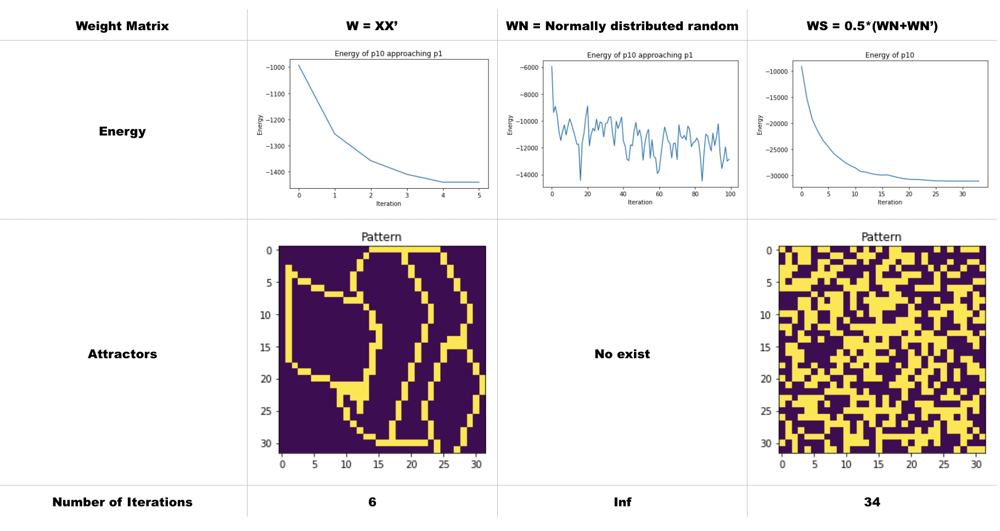 Weight Matrix
W = XX’
WN = Normally distributed random
WS = 0.5*(WN+WN’)
Energy
Energy of p10 approaching p1
−1000
−1100
−1200
−1300
−1400
Energy
0 1 2 3 4 5
Iteration
Energy of p10 approaching p1
−6000
−8000
−10000
−12000
−14000
Energy
0 20 40 60 80 100
Iteration
Energy of p10
−10000
−15000
−20000
−25000
−30000
Energy
0 5 10 15 20 25 30
Iteration
Attractors
Pattern
0
5
10
15
20
25
30
0 5 10 15 20 25 30
No exist
Pattern
0
5
10
15
20
25
30
0 5 10 15 20 25 30
Number of Iterations
6
Inf
34